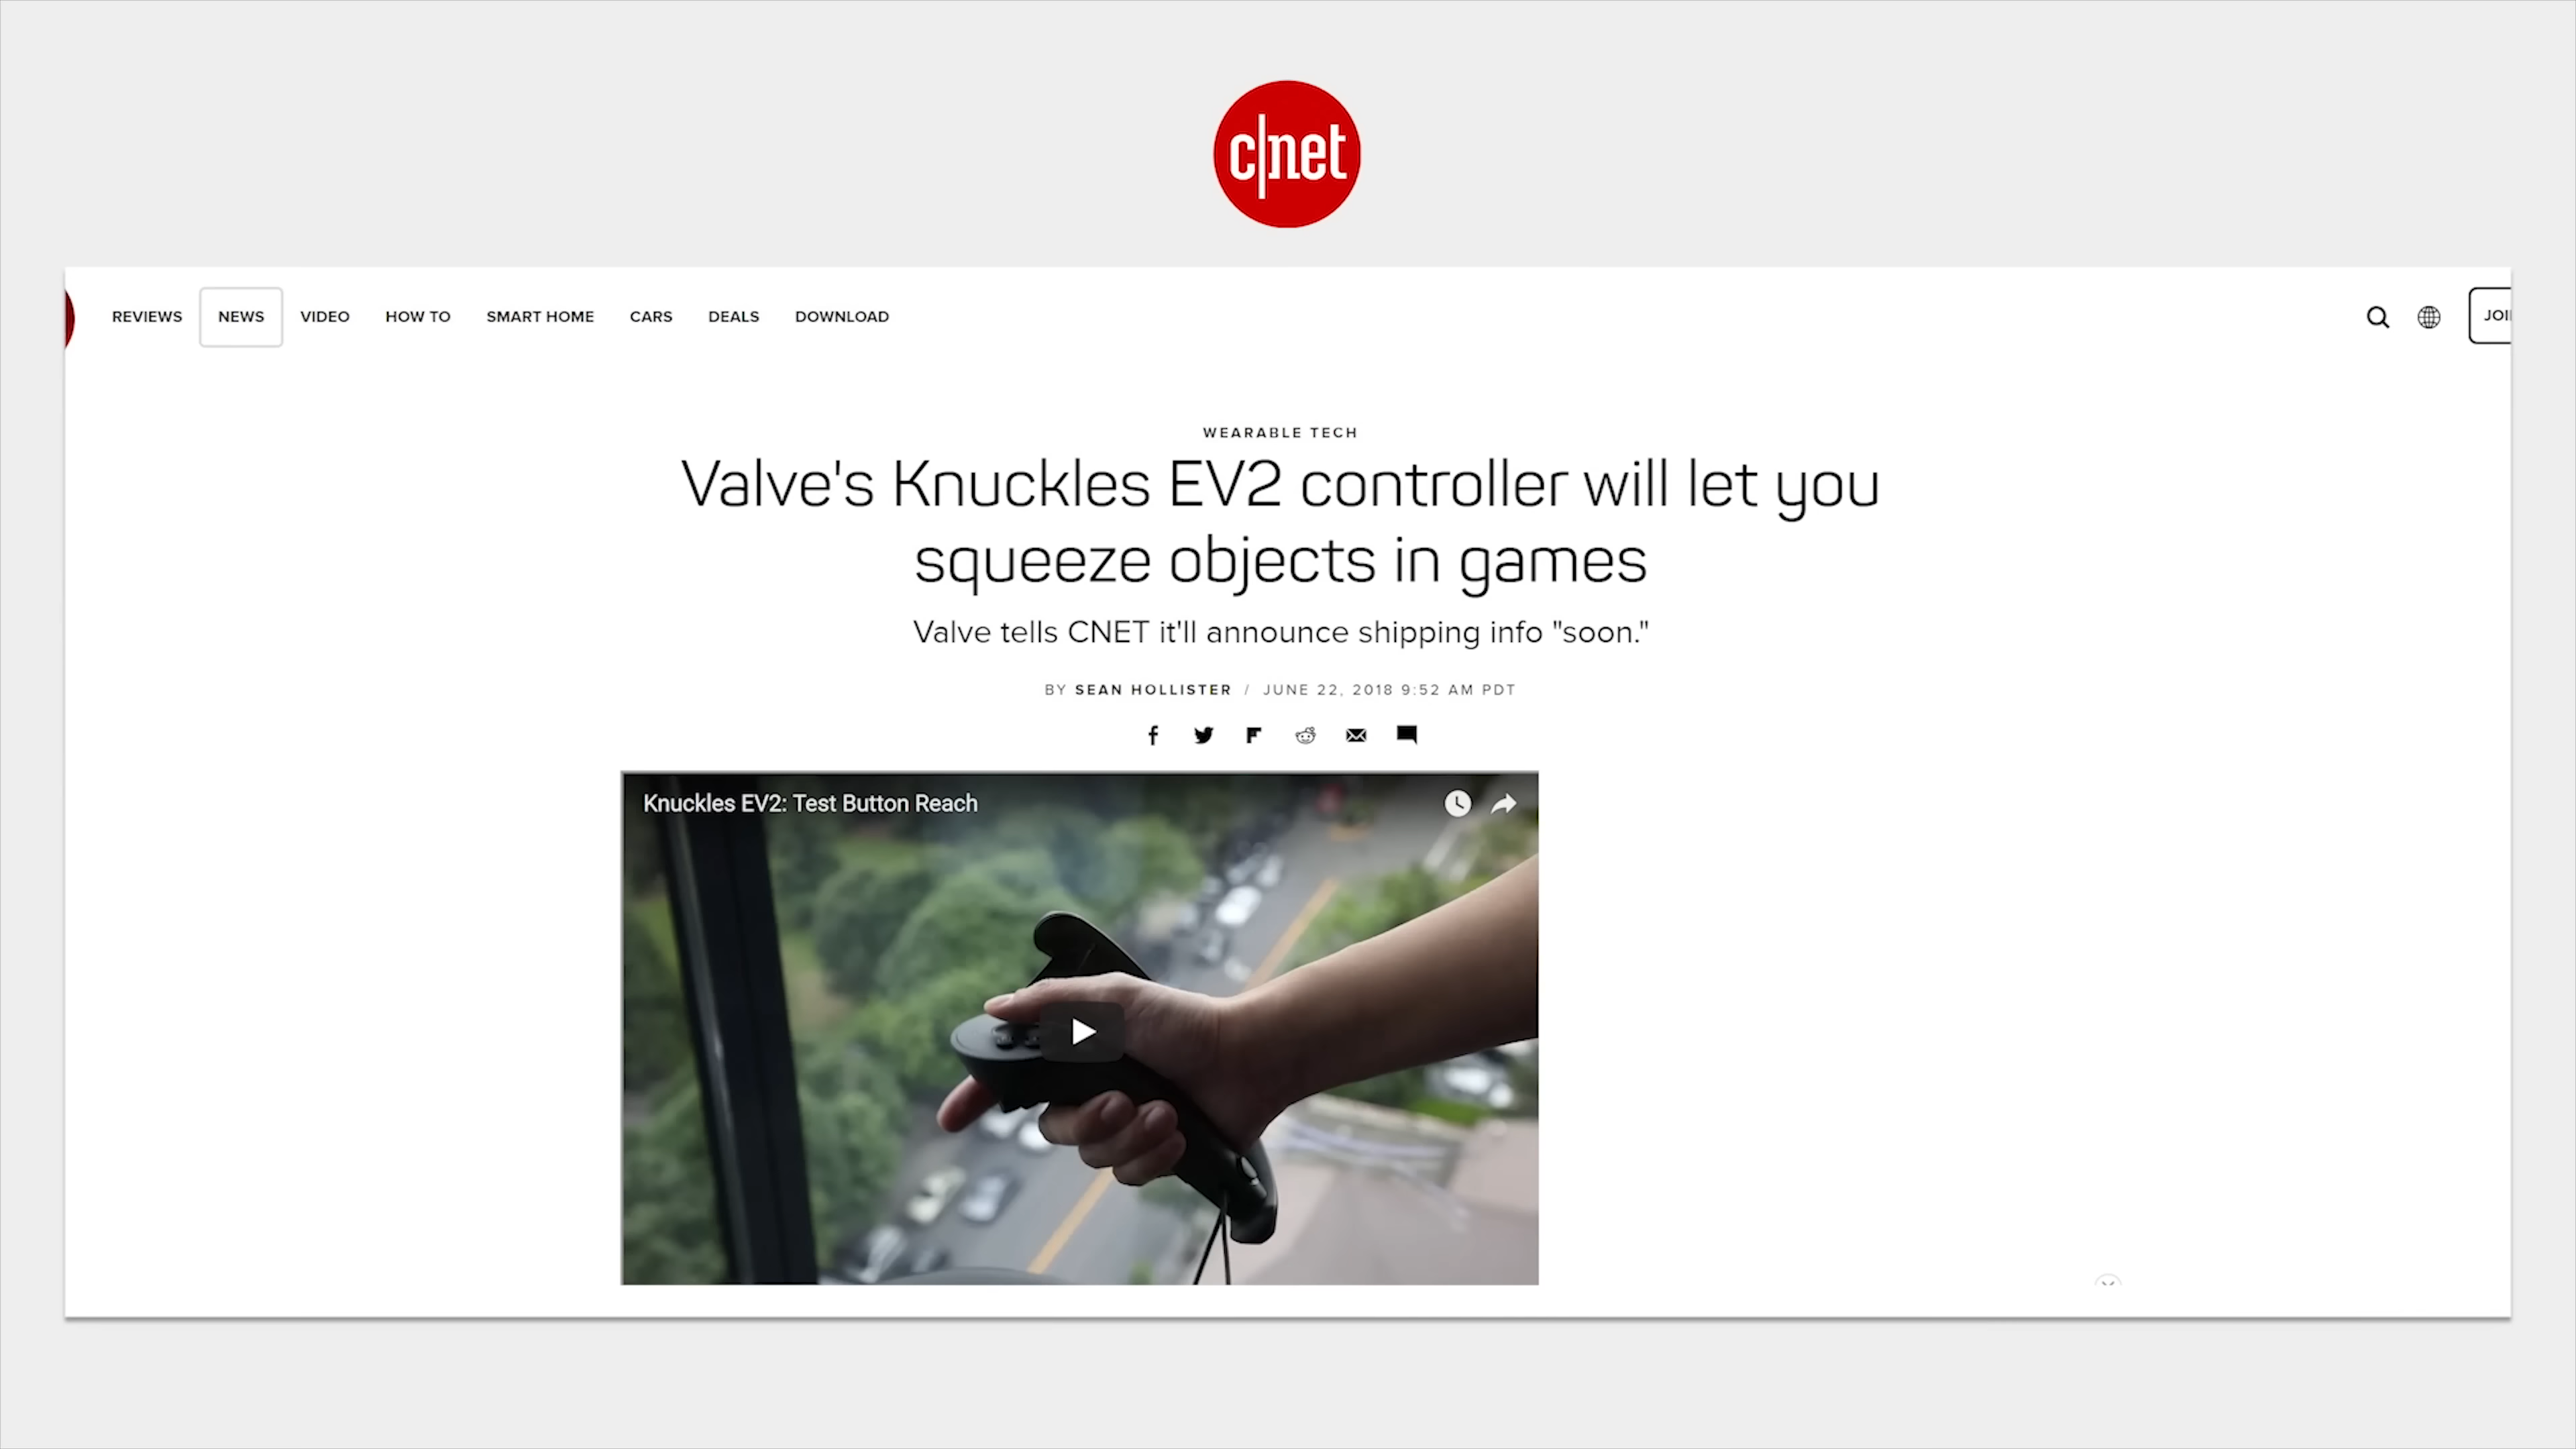 c|net
REVIEWS NEWS VIDEO HOW TO SMART HOME CARS DEALS DOWNLOAD JOI
WEARABLE TECH
Valve's Knuckles EV2 controller will let you
squeeze objects in games
Valve tells CNET it'll announce shipping info "soon."
BY SEAN HOLLISTER / JUNE 22, 2018 9:52 AM PDT
Knuckles EV2: Test Button Reach